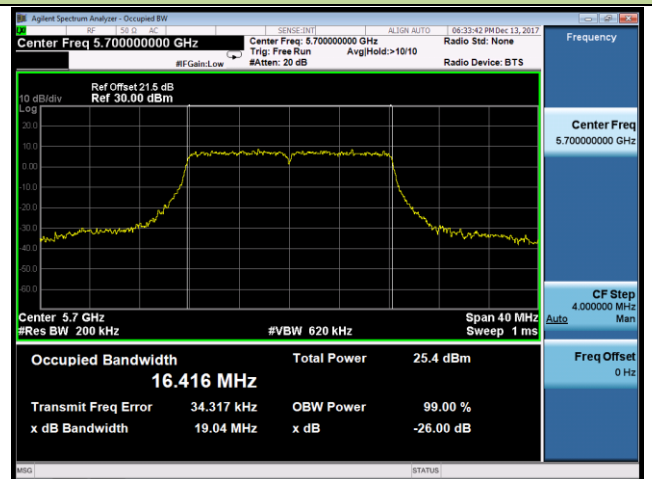 Agilent Spectrum Analyzer - Occupied BW
RF 50 Ω AC SENSE:INT ALIGN AUTO 06:33:42 PM Dec 13, 2017
Center Freq 5.700000000 GHz
Center Freq: 5.700000000 GHz
Radio Std: None
Trig: Free Run Avg|Hold:>10/10
#IFGain:Low
#Atten: 20 dB
Radio Device: BTS
Frequency
Ref Offset 21.5 dB
10 dB/div Ref 30.00 dBm
Log
20.0
10.0
0.00
-10.0
-20.0
-30.0
-40.0
-50.0
-60.0
Center 5.7 GHz
Span 40 MHz
#Res BW 200 kHz
#VBW 620 kHz
Sweep 1 ms
Occupied Bandwidth
16.416 MHz
Total Power 25.4 dBm
Transmit Freq Error 34.317 kHz
OBW Power 99.00 %
x dB Bandwidth 19.04 MHz
x dB -26.00 dB
Center Freq
5.700000000 GHz
CF Step
4.000000 MHz
Auto Man
Freq Offset
0 Hz
MSG
STATUS